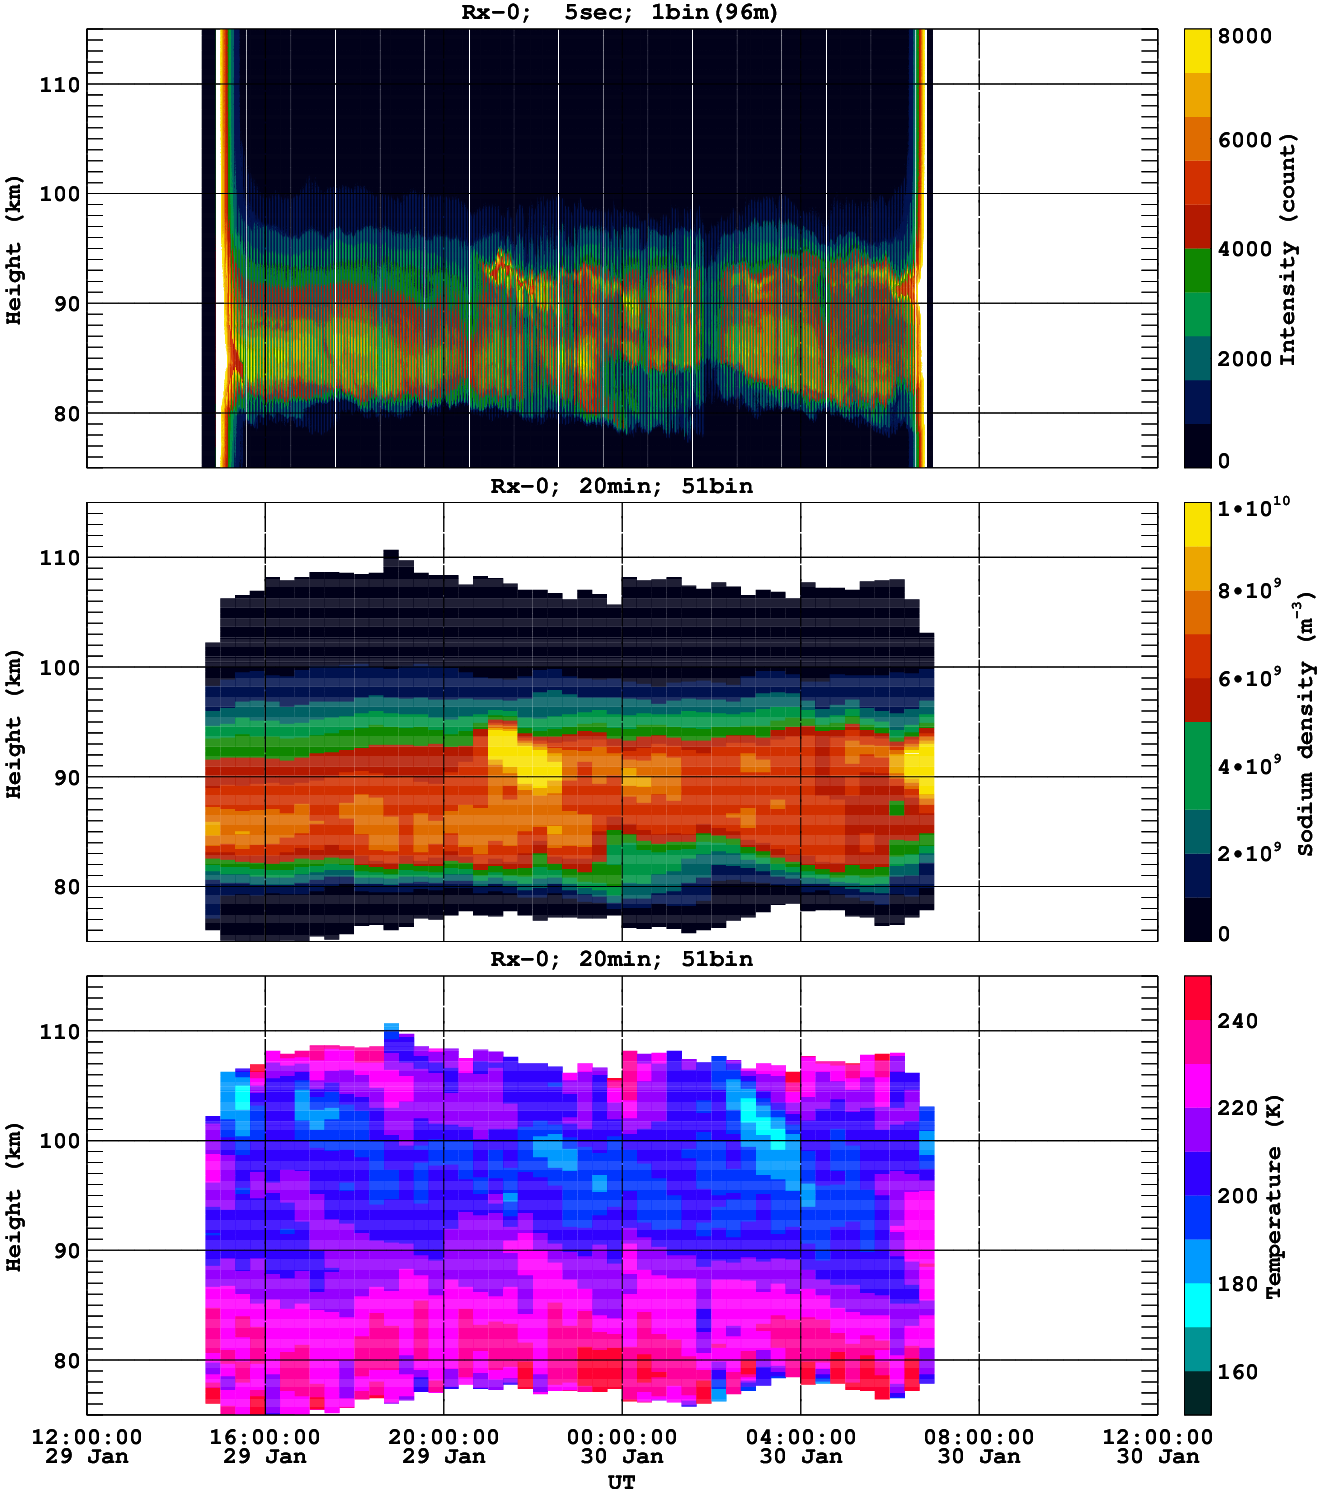 Rx-0;  5sec; 1bin(96m)
110
100
90
80
Height (km)
8000
6000
4000
2000
0
Intensity (count)
Rx-0; 20min; 51bin
110
100
90
80
Height (km)
1•10¹⁰
8•10⁹
6•10⁹
4•10⁹
2•10⁹
0
Sodium density (m⁻³)
Rx-0; 20min; 51bin
110
100
90
80
Height (km)
240
220
200
180
160
Temperature (K)
12:00:00 16:00:00 20:00:00 00:00:00 04:00:00 08:00:00 12:00:00
29 Jan 29 Jan 29 Jan 30 Jan 30 Jan 30 Jan 30 Jan
UT